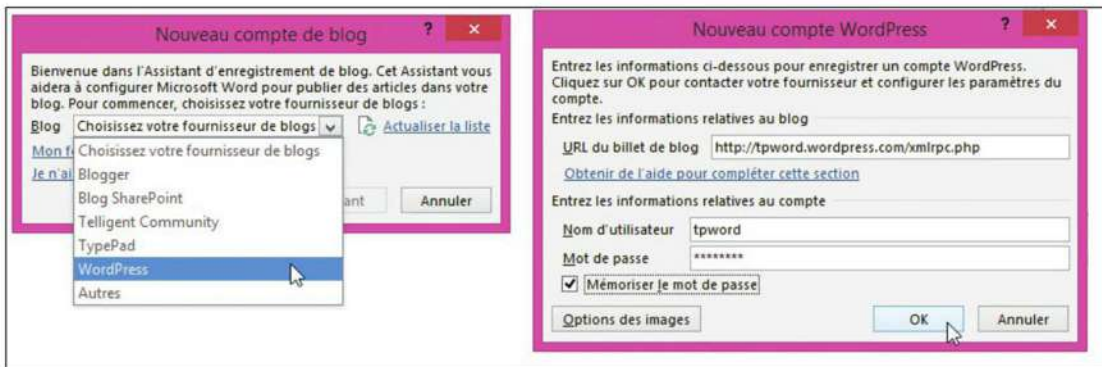 Nouveau compte de blog
?
×
Bienvenue dans l'Assistant d'enregistrement de blog. Cet Assistant vous
aidera à configurer Microsoft Word pour publier des articles dans votre
blog. Pour commencer, choisissez votre fournisseur de blogs :
Blog Choisissez votre fournisseur de blogs Actualiser la liste
Mon f
Choisissez votre fournisseur de blogs
Je n'ai
Blogger
Blog SharePoint
ant Annuler
Telligent Community
TypePad
WordPress
Autres
Nouveau compte WordPress
?
×
Entrez les informations ci-dessous pour enregistrer un compte WordPress.
Cliquez sur OK pour contacter votre fournisseur et configurer les paramètres du
compte.
Entrez les informations relatives au blog
URL du billet de blog http://tpword.wordpress.com/xmlrpc.php
Obtenir de l'aide pour compléter cette section
Entrez les informations relatives au compte
Nom d'utilisateur tpword
Mot de passe ********
Mémoriser le mot de passe
Options des images OK Annuler